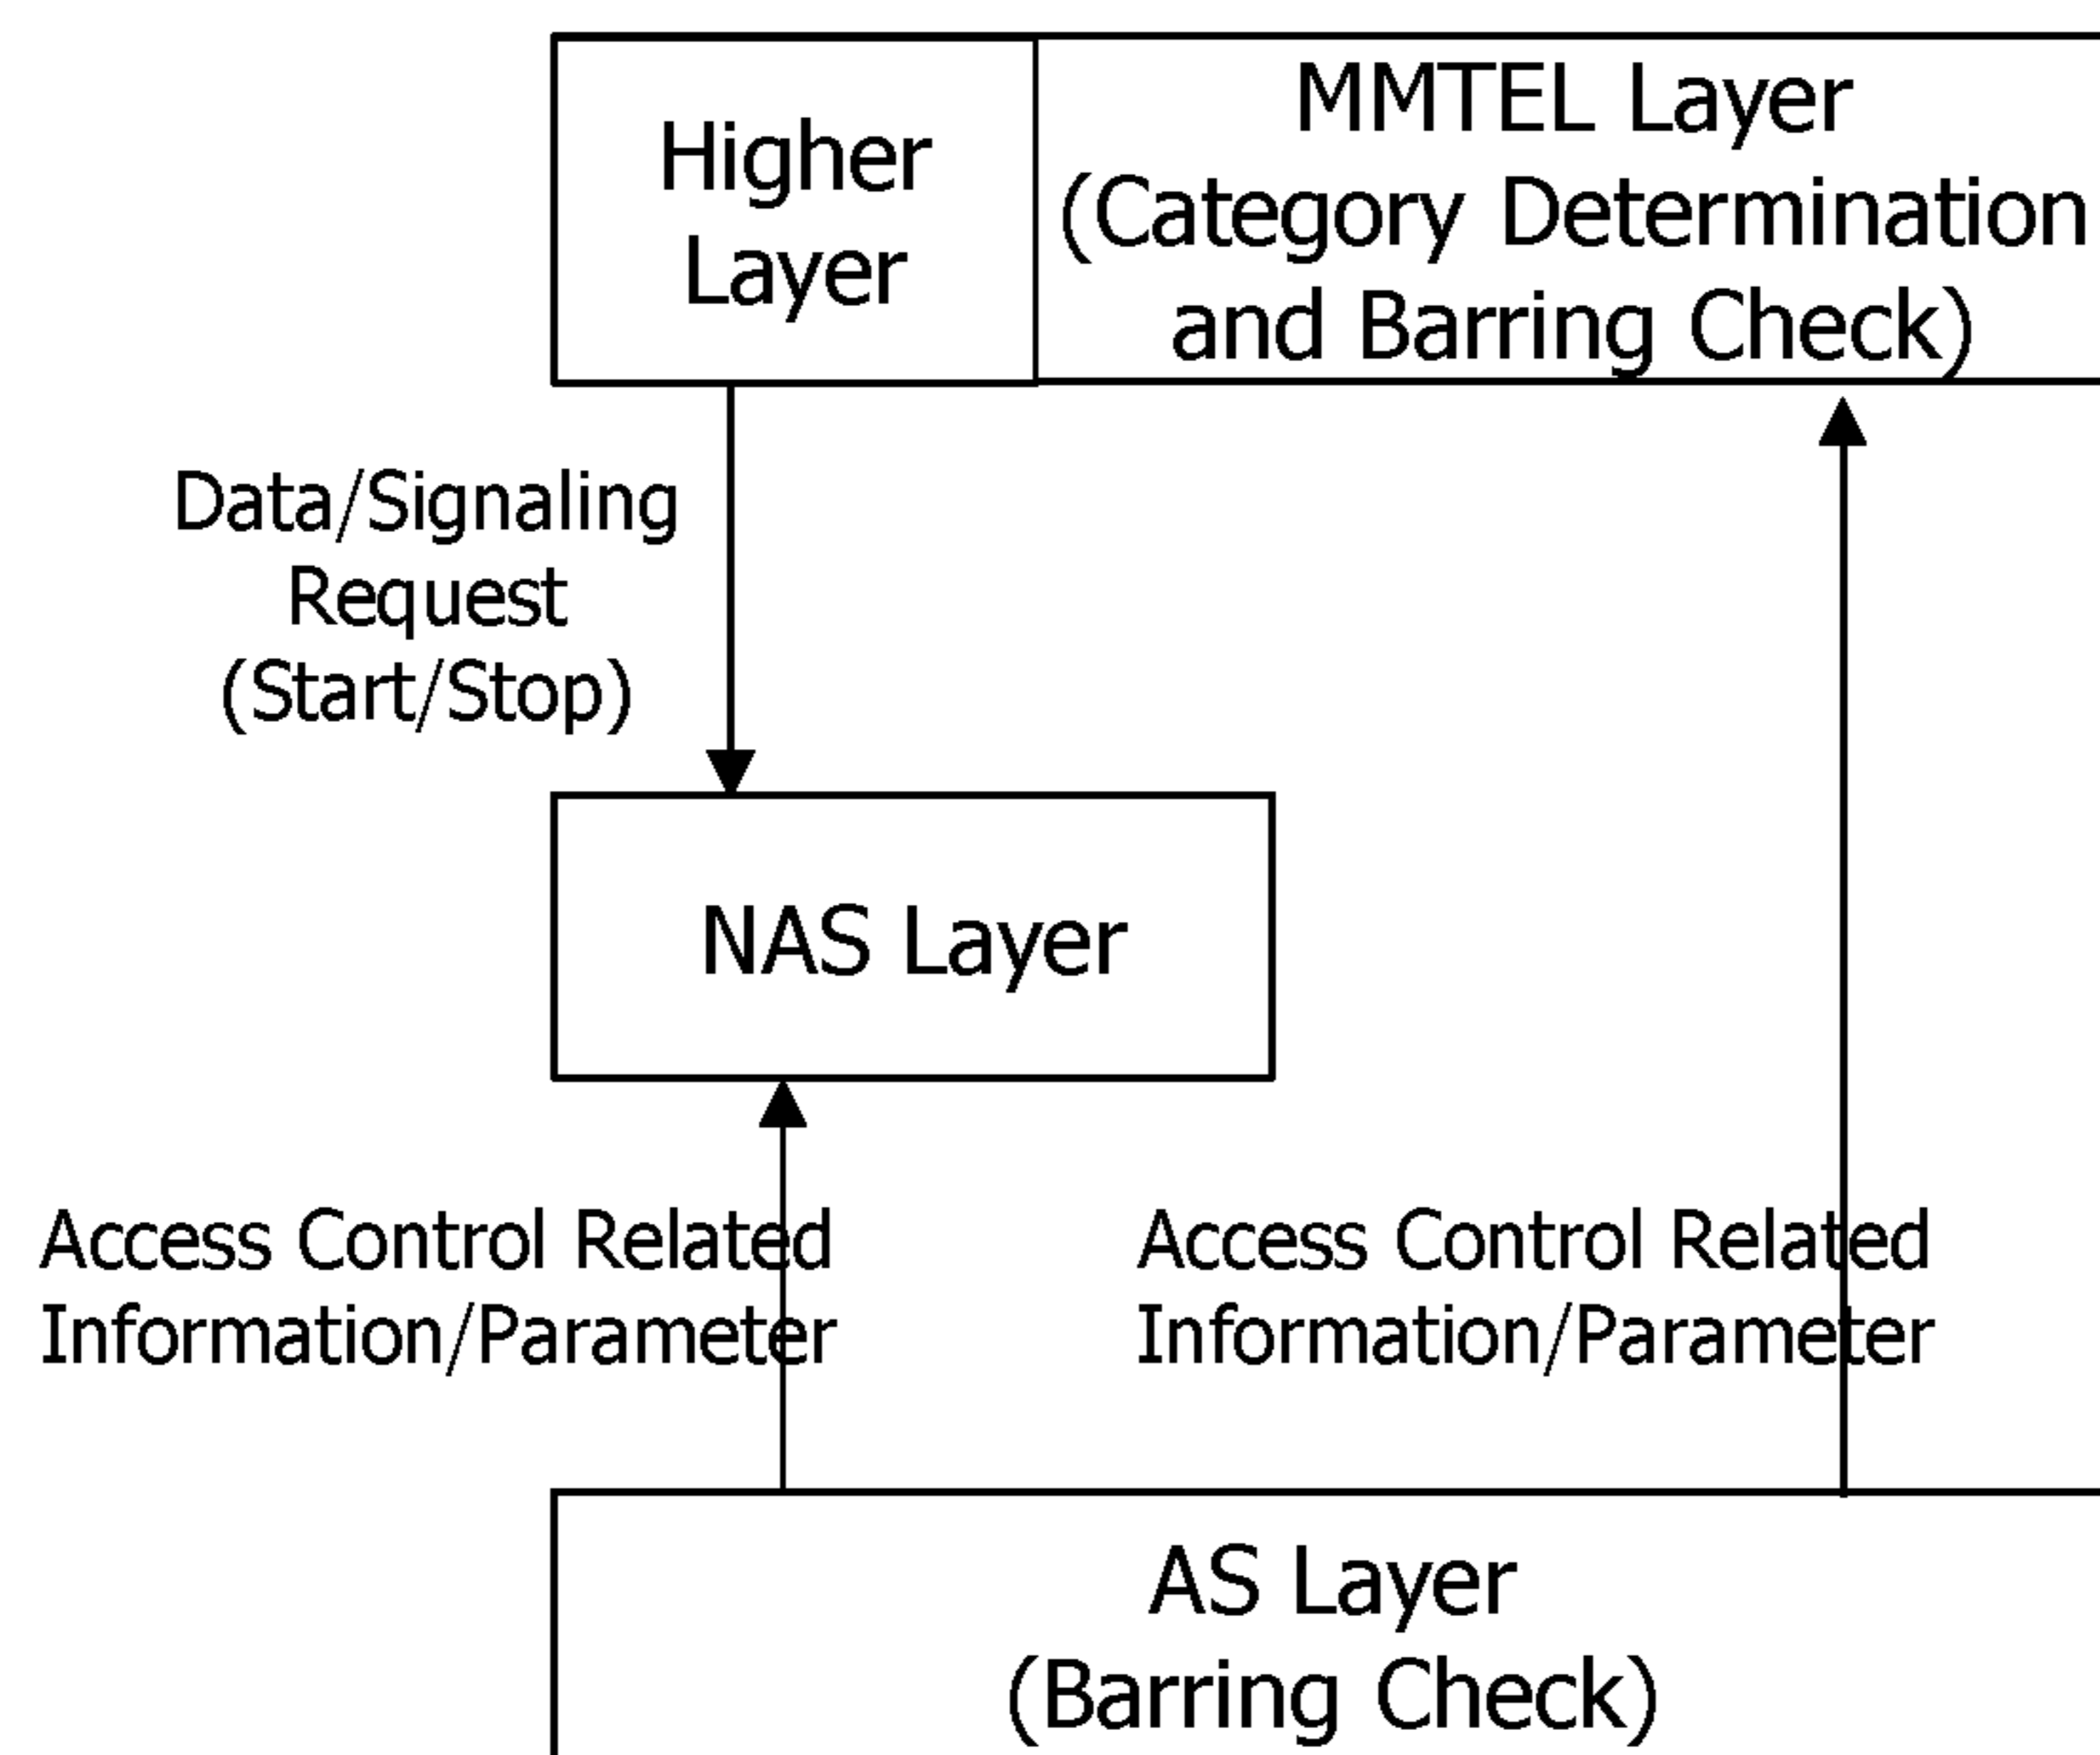 Higher
Layer
MMTEL Layer
(Category Determination
and Barring Check)
Data/Signaling
Request
(Start/Stop)
NAS Layer
Access Control Related
Information/Parameter
Access Control Related
Information/Parameter
AS Layer
(Barring Check)